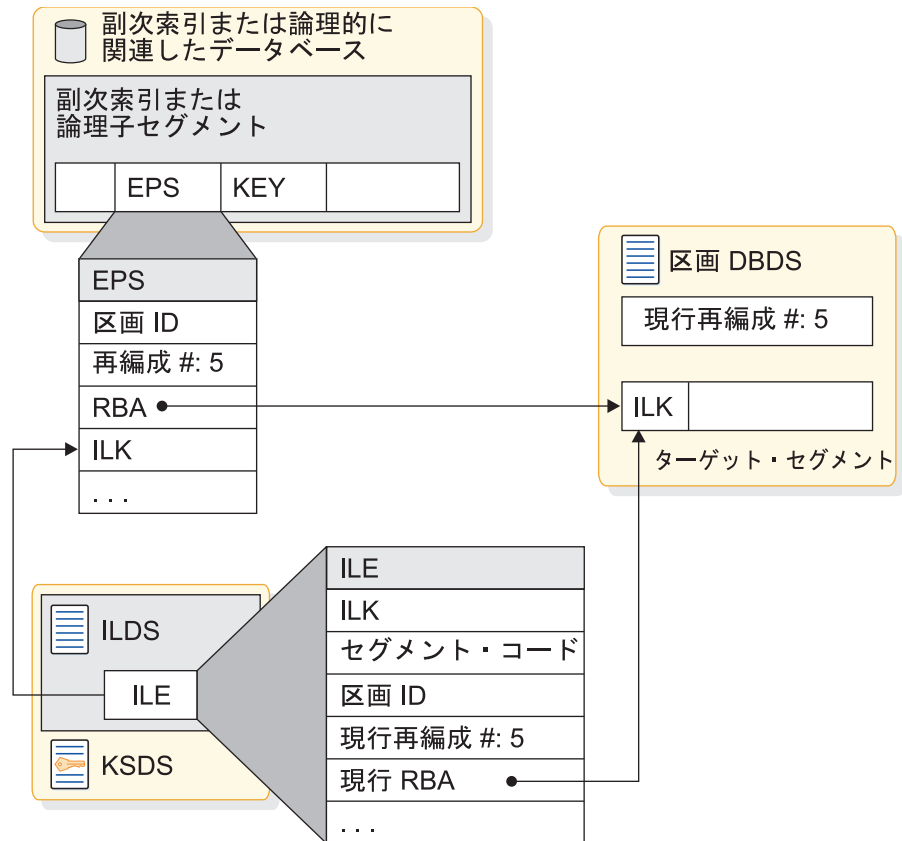 副次索引または論理的に
関連したデータベース
副次索引または
論理子セグメント
EPS KEY
EPS
区画 ID
再編成 #: 5
RBA
ILK
. . .
区画 DBDS
現行再編成 #: 5
ILK
ターゲット・セグメント
ILDS
ILE
KSDS
ILE
ILK
セグメント・コード
区画 ID
現行再編成 #: 5
現行 RBA
. . .